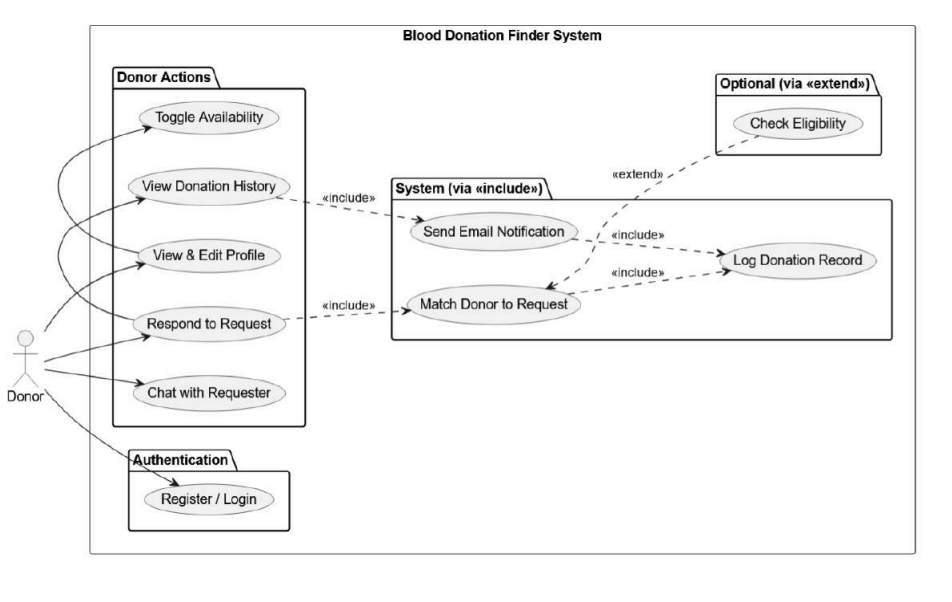 Blood Donation Finder System
Donor Actions
Toggle Availability
View Donation History
View & Edit Profile
Respond to Request
Chat with Requester
Donor
Authentication
Register / Login
«include»
«include»
System (via «include»)
Send Email Notification
Match Donor to Request
«include»
«include»
Log Donation Record
«extend»
Optional (via «extend»)
Check Eligibility